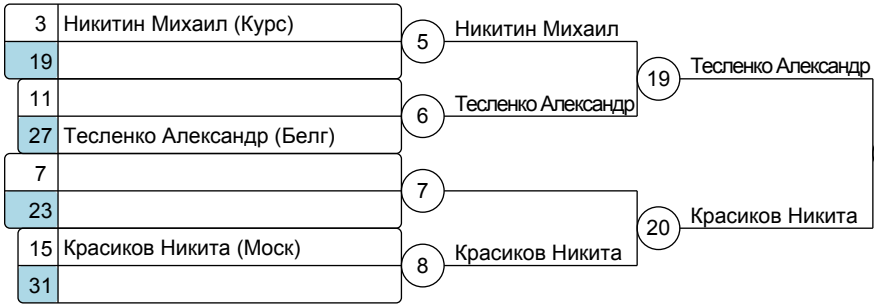 3 Никитин Михаил (Курс)
5 Никитин Михаил
19
19 Тесленко Александр
11
6 Тесленко Александр
27 Тесленко Александр (Белг)
7
7
23
20 Красиков Никита
15 Красиков Никита (Моск)
8 Красиков Никита
31